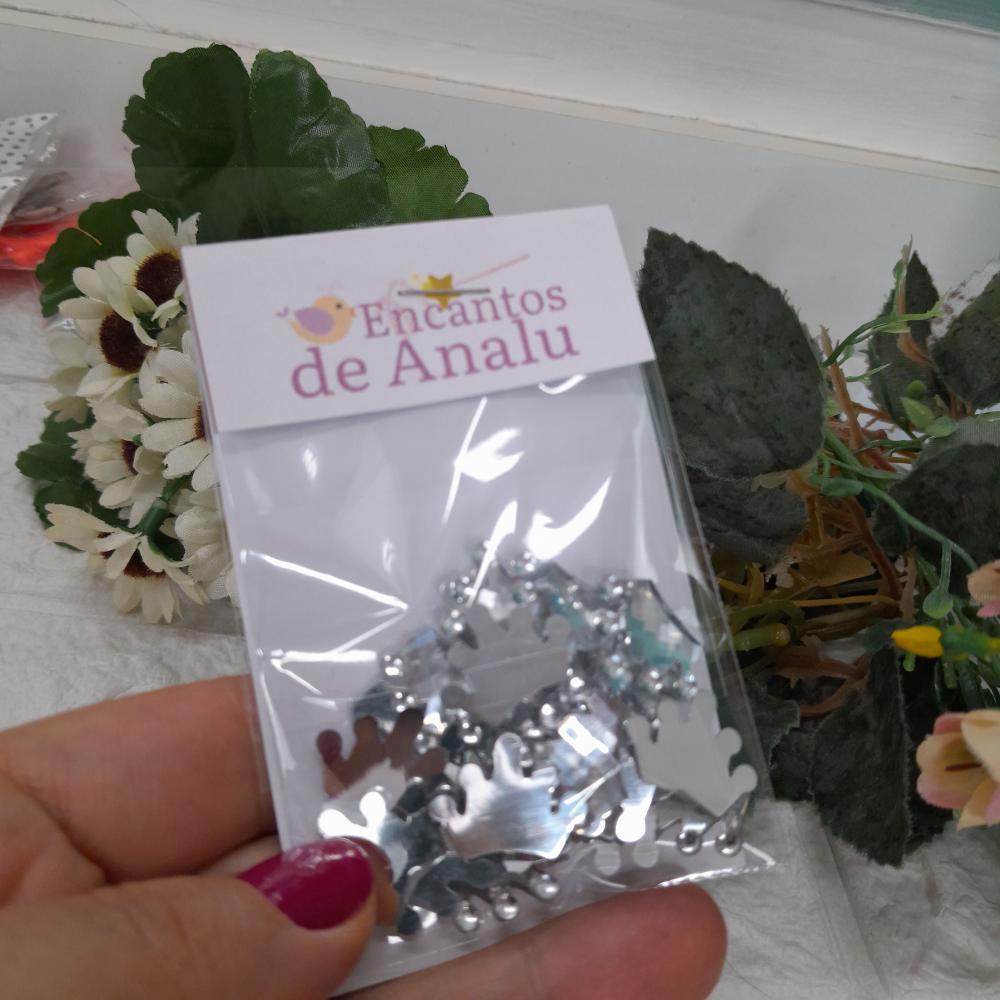 Encantos
de Analu